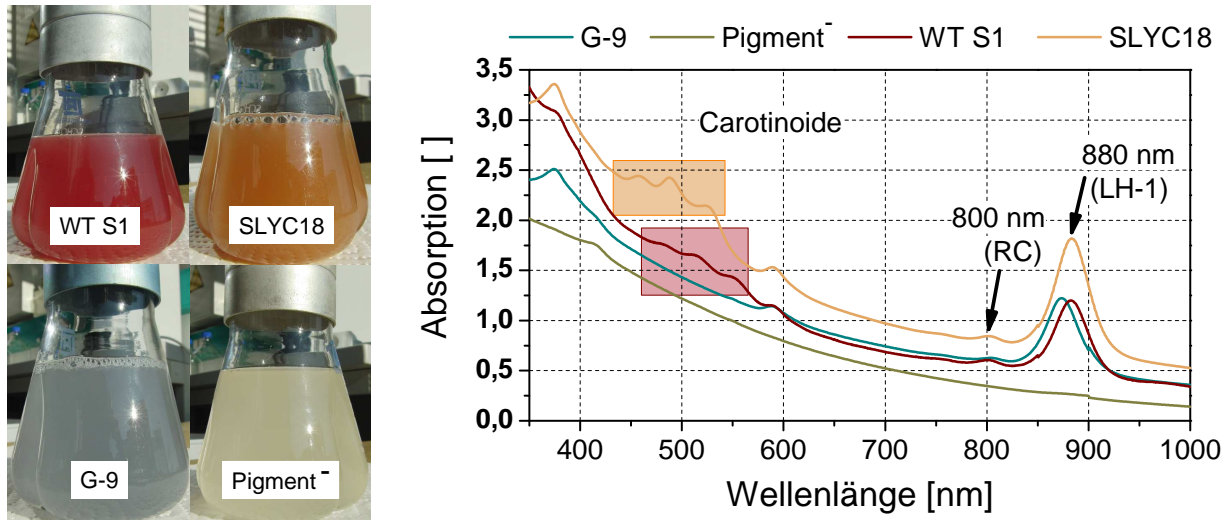 WT S1
SLYC18
G-9
Pigment⁻
G-9
Pigment⁻
WT S1
SLYC18
Carotinoide
880 nm
(LH-1)
800 nm
(RC)
Absorption [ ]
3,5
3,0
2,5
2,0
1,5
1,0
0,5
0,0
400
500
600
700
800
900
1000
Wellenlänge [nm]